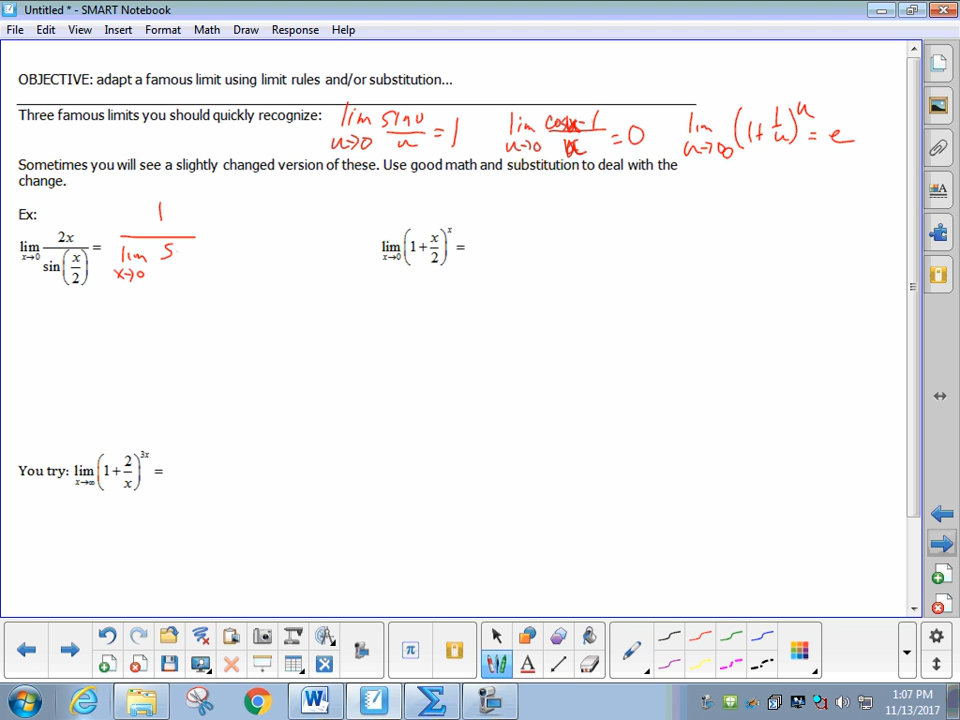 Untitled * - SMART Notebook
File Edit View Insert Format Math Draw Response Help
OBJECTIVE: adapt a famous limit using limit rules and/or substitution...
Three famous limits you should quickly recognize: lim u→0 sin u / u = 1 lim u→0 cos u - 1 / u = 0 lim u→∞ (1 + 1/u)^u = e
Sometimes you will see a slightly changed version of these. Use good math and substitution to deal with the
change.
Ex:
lim x→0 2x / sin(x/2) = 1 / lim x→0 s
lim x→0 (1 + x/2)^x =
You try: lim x→∞ (1 + 2/x)^3x =
1:07 PM
11/13/2017